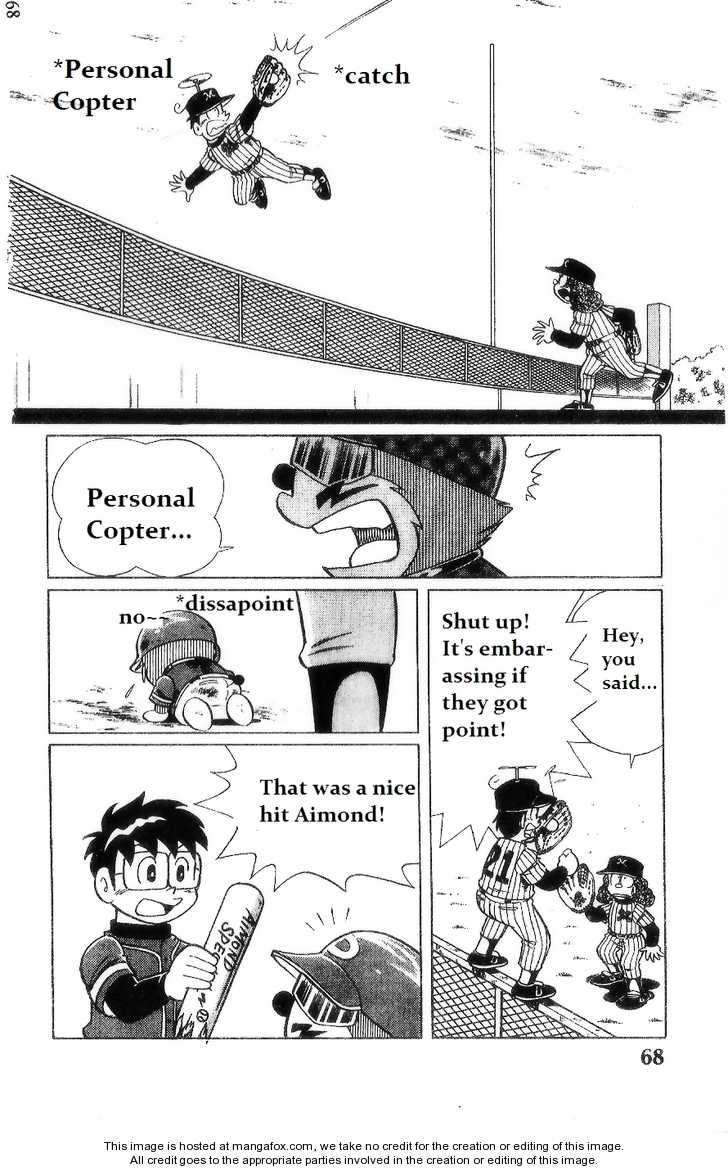 68
*Personal
Copter
*catch
Personal
Copter...
no~~
*dissapoint
Shut up!
It's embar-
assing if
they got
point!
Hey,
you
said...
That was a nice
hit Aimond!
AIMOND
SPEC
21
68
This image is hosted at mangafox.com, we take no credit for the creation or editing of this image.
All credit goes to the appropriate parties involved in the creation or editing of this image.